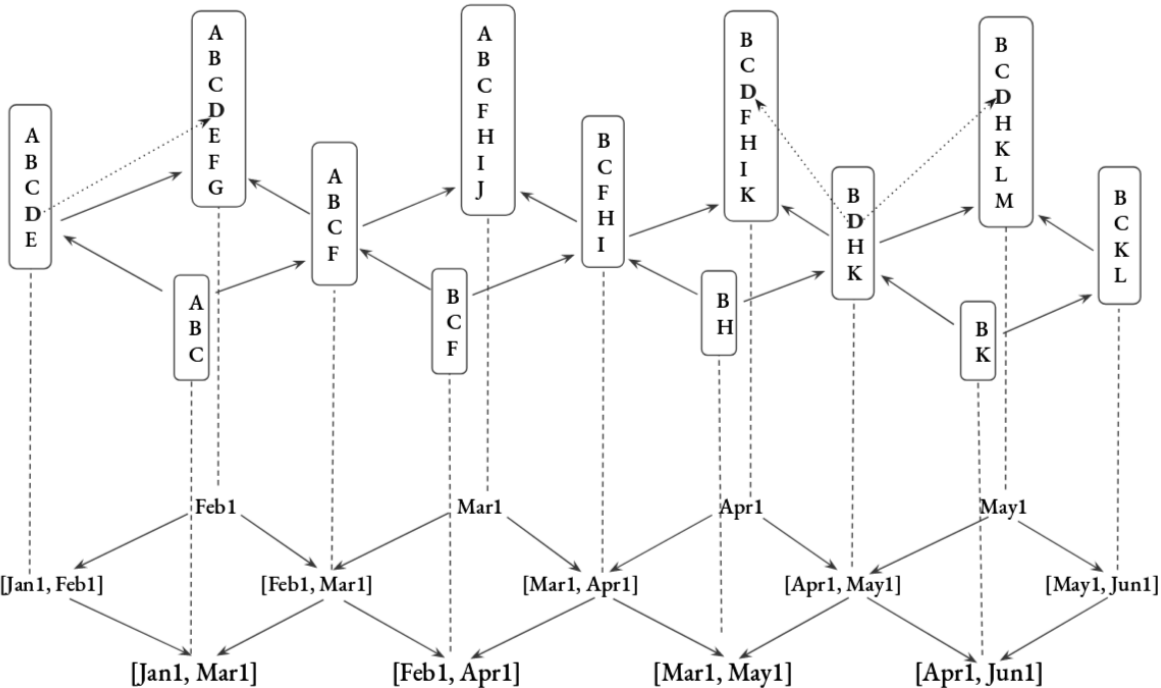 A
B
C
D
E
A
B
C
D
E
F
G
A
B
C
A
B
C
F
A
B
C
F
H
I
J
B
C
F
B
C
F
H
I
B
C
D
F
H
I
K
B
H
B
D
H
K
B
C
D
H
K
L
M
B
K
B
C
K
L
Feb1
Mar1
Apr1
May1
[Jan1, Feb1]
[Feb1, Mar1]
[Mar1, Apr1]
[Apr1, May1]
[May1, Jun1]
[Jan1, Mar1]
[Feb1, Apr1]
[Mar1, May1]
[Apr1, Jun1]